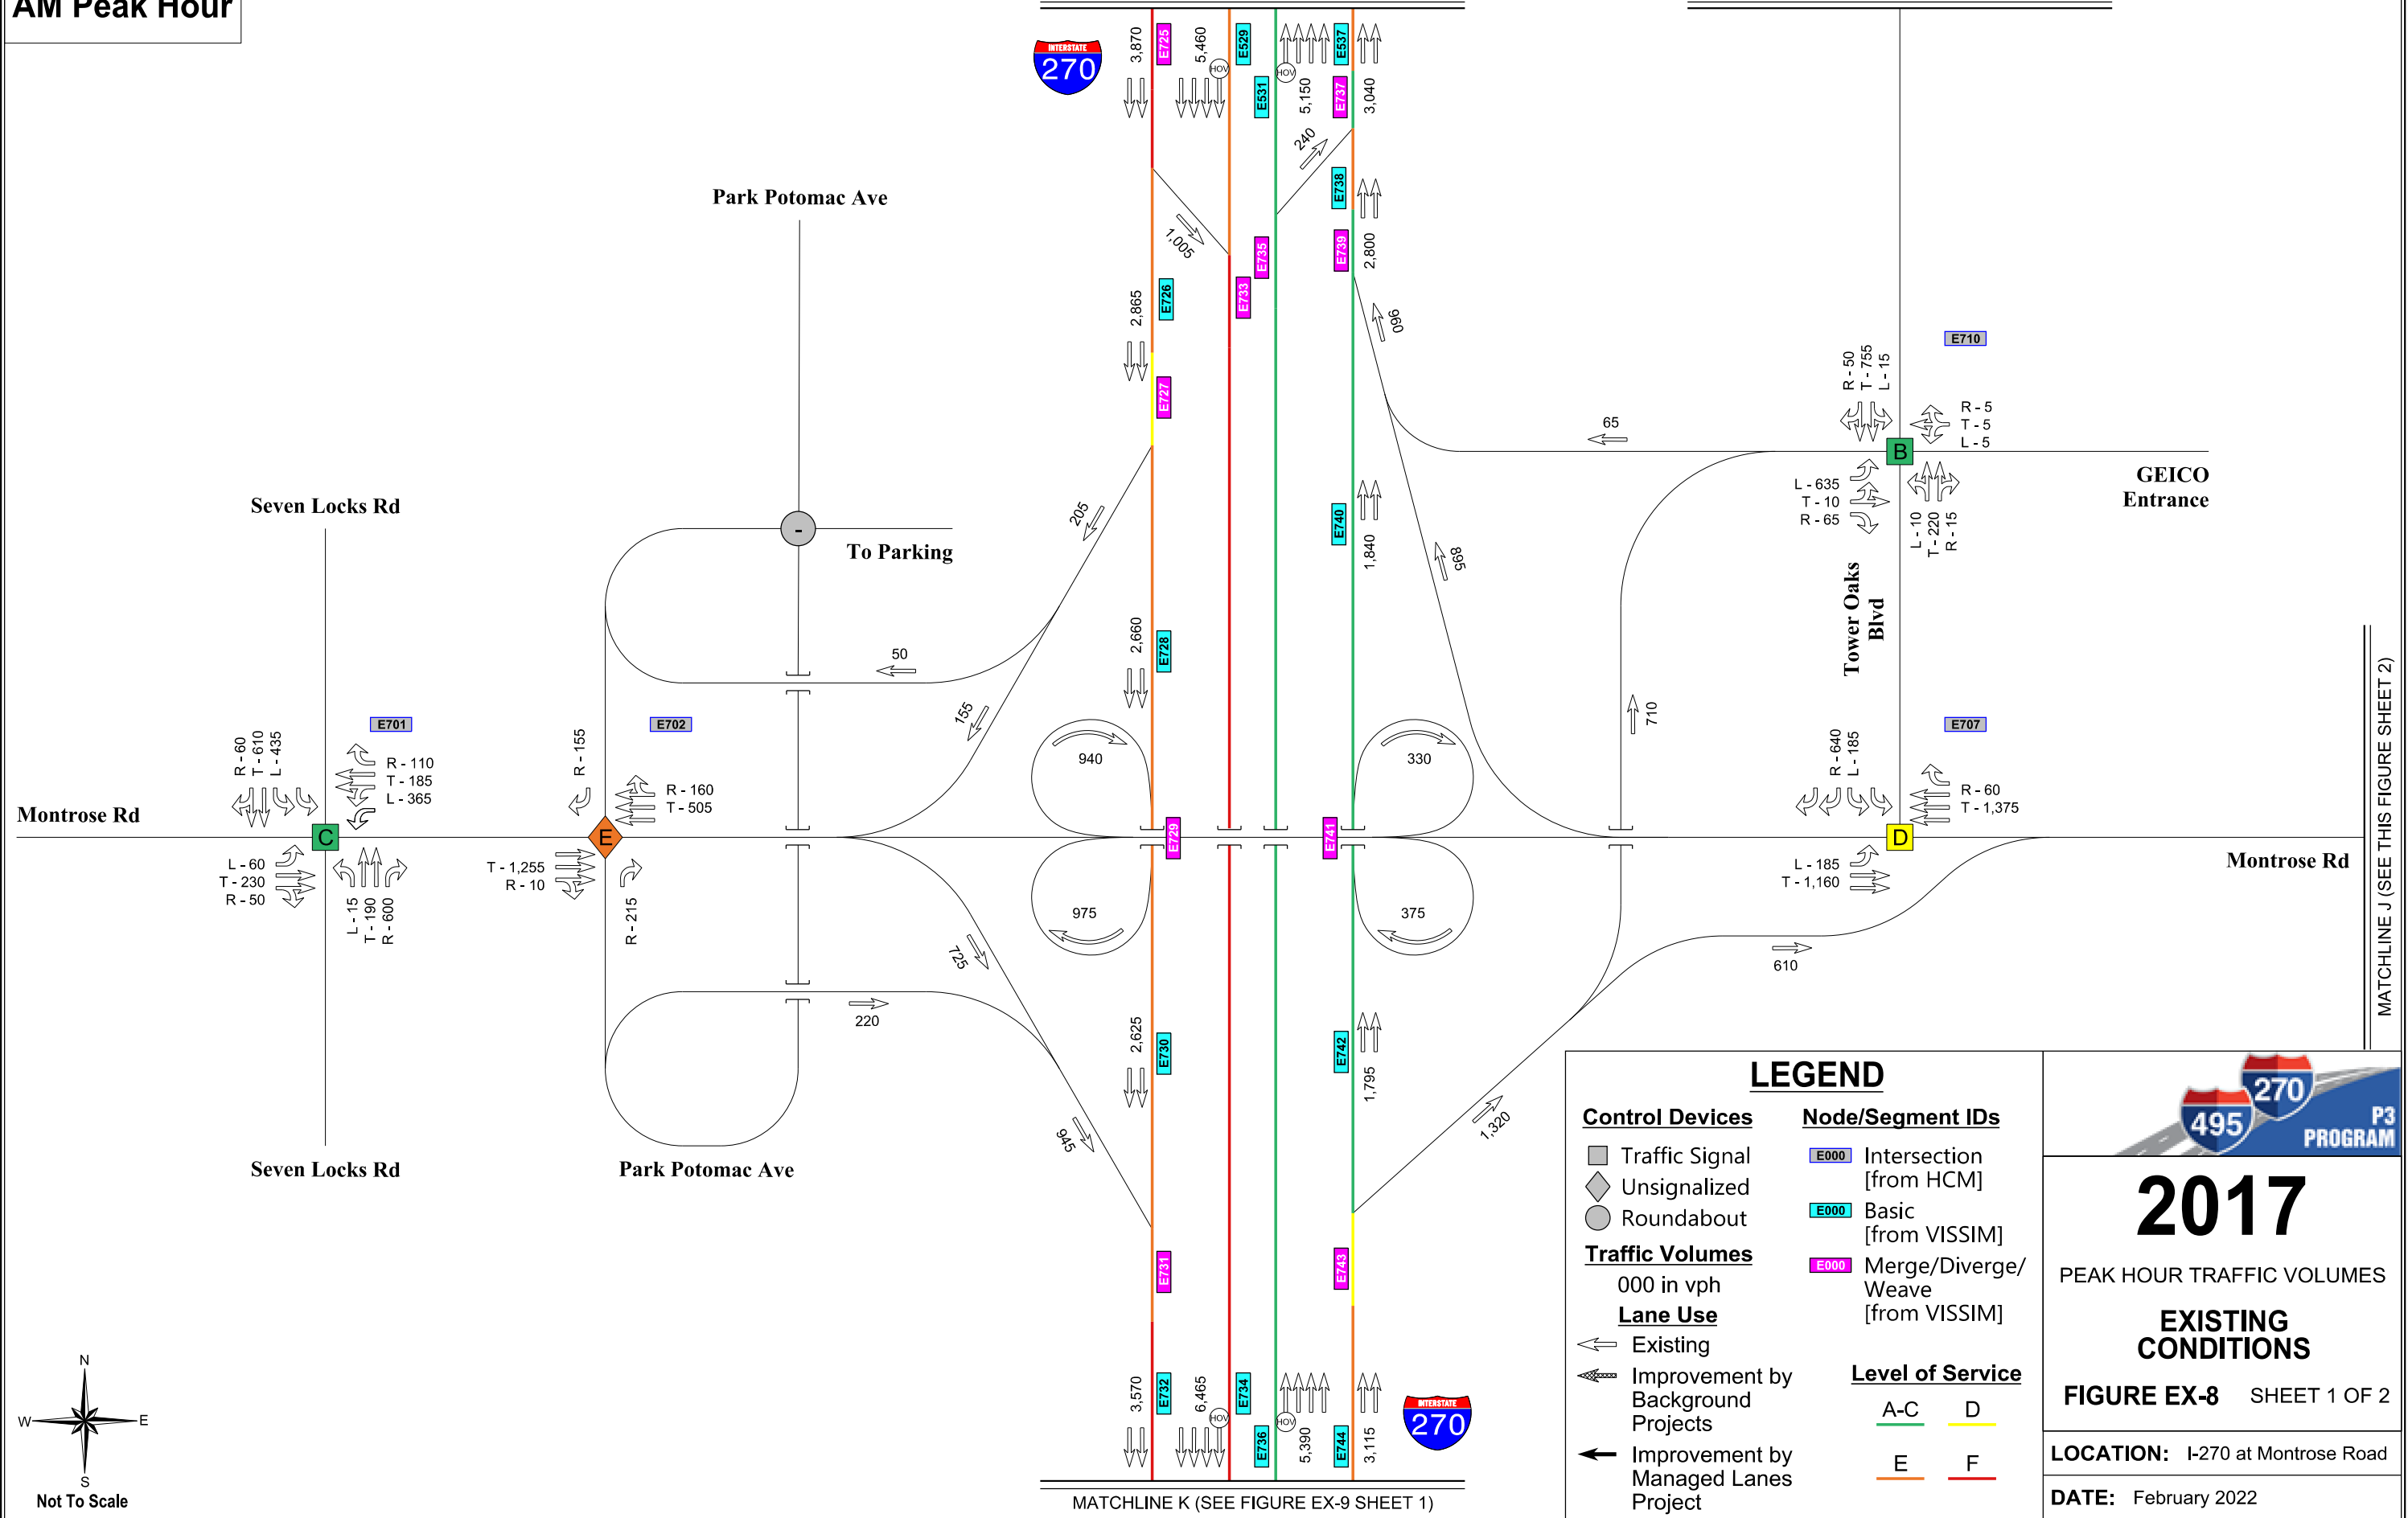 AM Peak Hour
INTERSTATE
270
3,870
E725
5,460
HOV
E529
E531
HOV
5,150
E537
E737
3,040
240
E738
1,005
E735
E733
E739
2,800
2,865
E726
E727
960
Park Potomac Ave
Seven Locks Rd
-
To Parking
205
E740
1,840
895
65
R - 50
T - 755
L - 15
E710
R - 5
T - 5
L - 5
B
L - 635
T - 10
R - 65
L - 10
T - 220
R - 15
GEICO
Entrance
Tower Oaks
Blvd
50
2,660
E728
155
710
E701
R - 60
T - 610
L - 435
R - 110
T - 185
L - 365
Montrose Rd
C
L - 60
T - 230
R - 50
L - 15
T - 190
R - 600
E702
R - 155
R - 160
T - 505
E
T - 1,255
R - 10
R - 215
940
330
E729
E741
975
375
R - 640
L - 185
E707
R - 60
T - 1,375
D
L - 185
T - 1,160
Montrose Rd
MATCHLINE J (SEE THIS FIGURE SHEET 2)
725
610
220
2,625
E730
E742
1,795
945
1,320
Seven Locks Rd
Park Potomac Ave
E731
E743
3,570
E732
6,465
HOV
E734
E736
HOV
5,390
E744
3,115
INTERSTATE
270
MATCHLINE K (SEE FIGURE EX-9 SHEET 1)
N
W
E
S
Not To Scale
LEGEND
Control Devices
Traffic Signal
Unsignalized
Roundabout
Traffic Volumes
000 in vph
Lane Use
Existing
Improvement by
Background
Projects
Improvement by
Managed Lanes
Project
Node/Segment IDs
E000 Intersection
[from HCM]
E000 Basic
[from VISSIM]
E000 Merge/Diverge/
Weave
[from VISSIM]
Level of Service
A-C D
E F
495
270
P3
PROGRAM
2017
PEAK HOUR TRAFFIC VOLUMES
EXISTING
CONDITIONS
FIGURE EX-8 SHEET 1 OF 2
LOCATION: I-270 at Montrose Road
DATE: February 2022